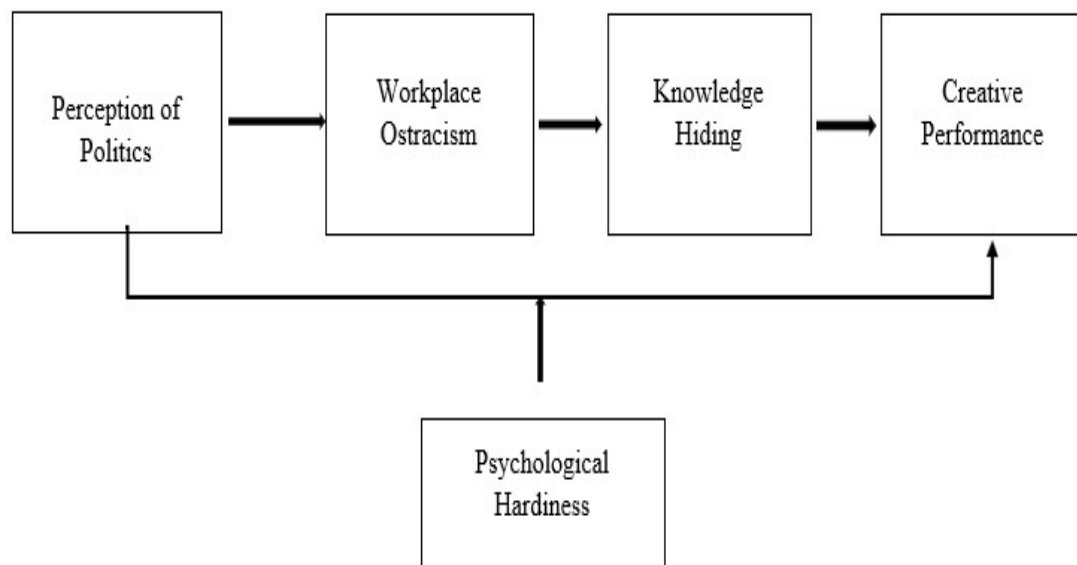 Perception of
Politics
Workplace
Ostracism
Knowledge
Hiding
Creative
Performance
Psychological
Hardiness